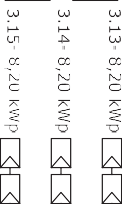 3.13- 8,20 kWp
3.14- 8,20 kWp
3.15- 8,20 kWp